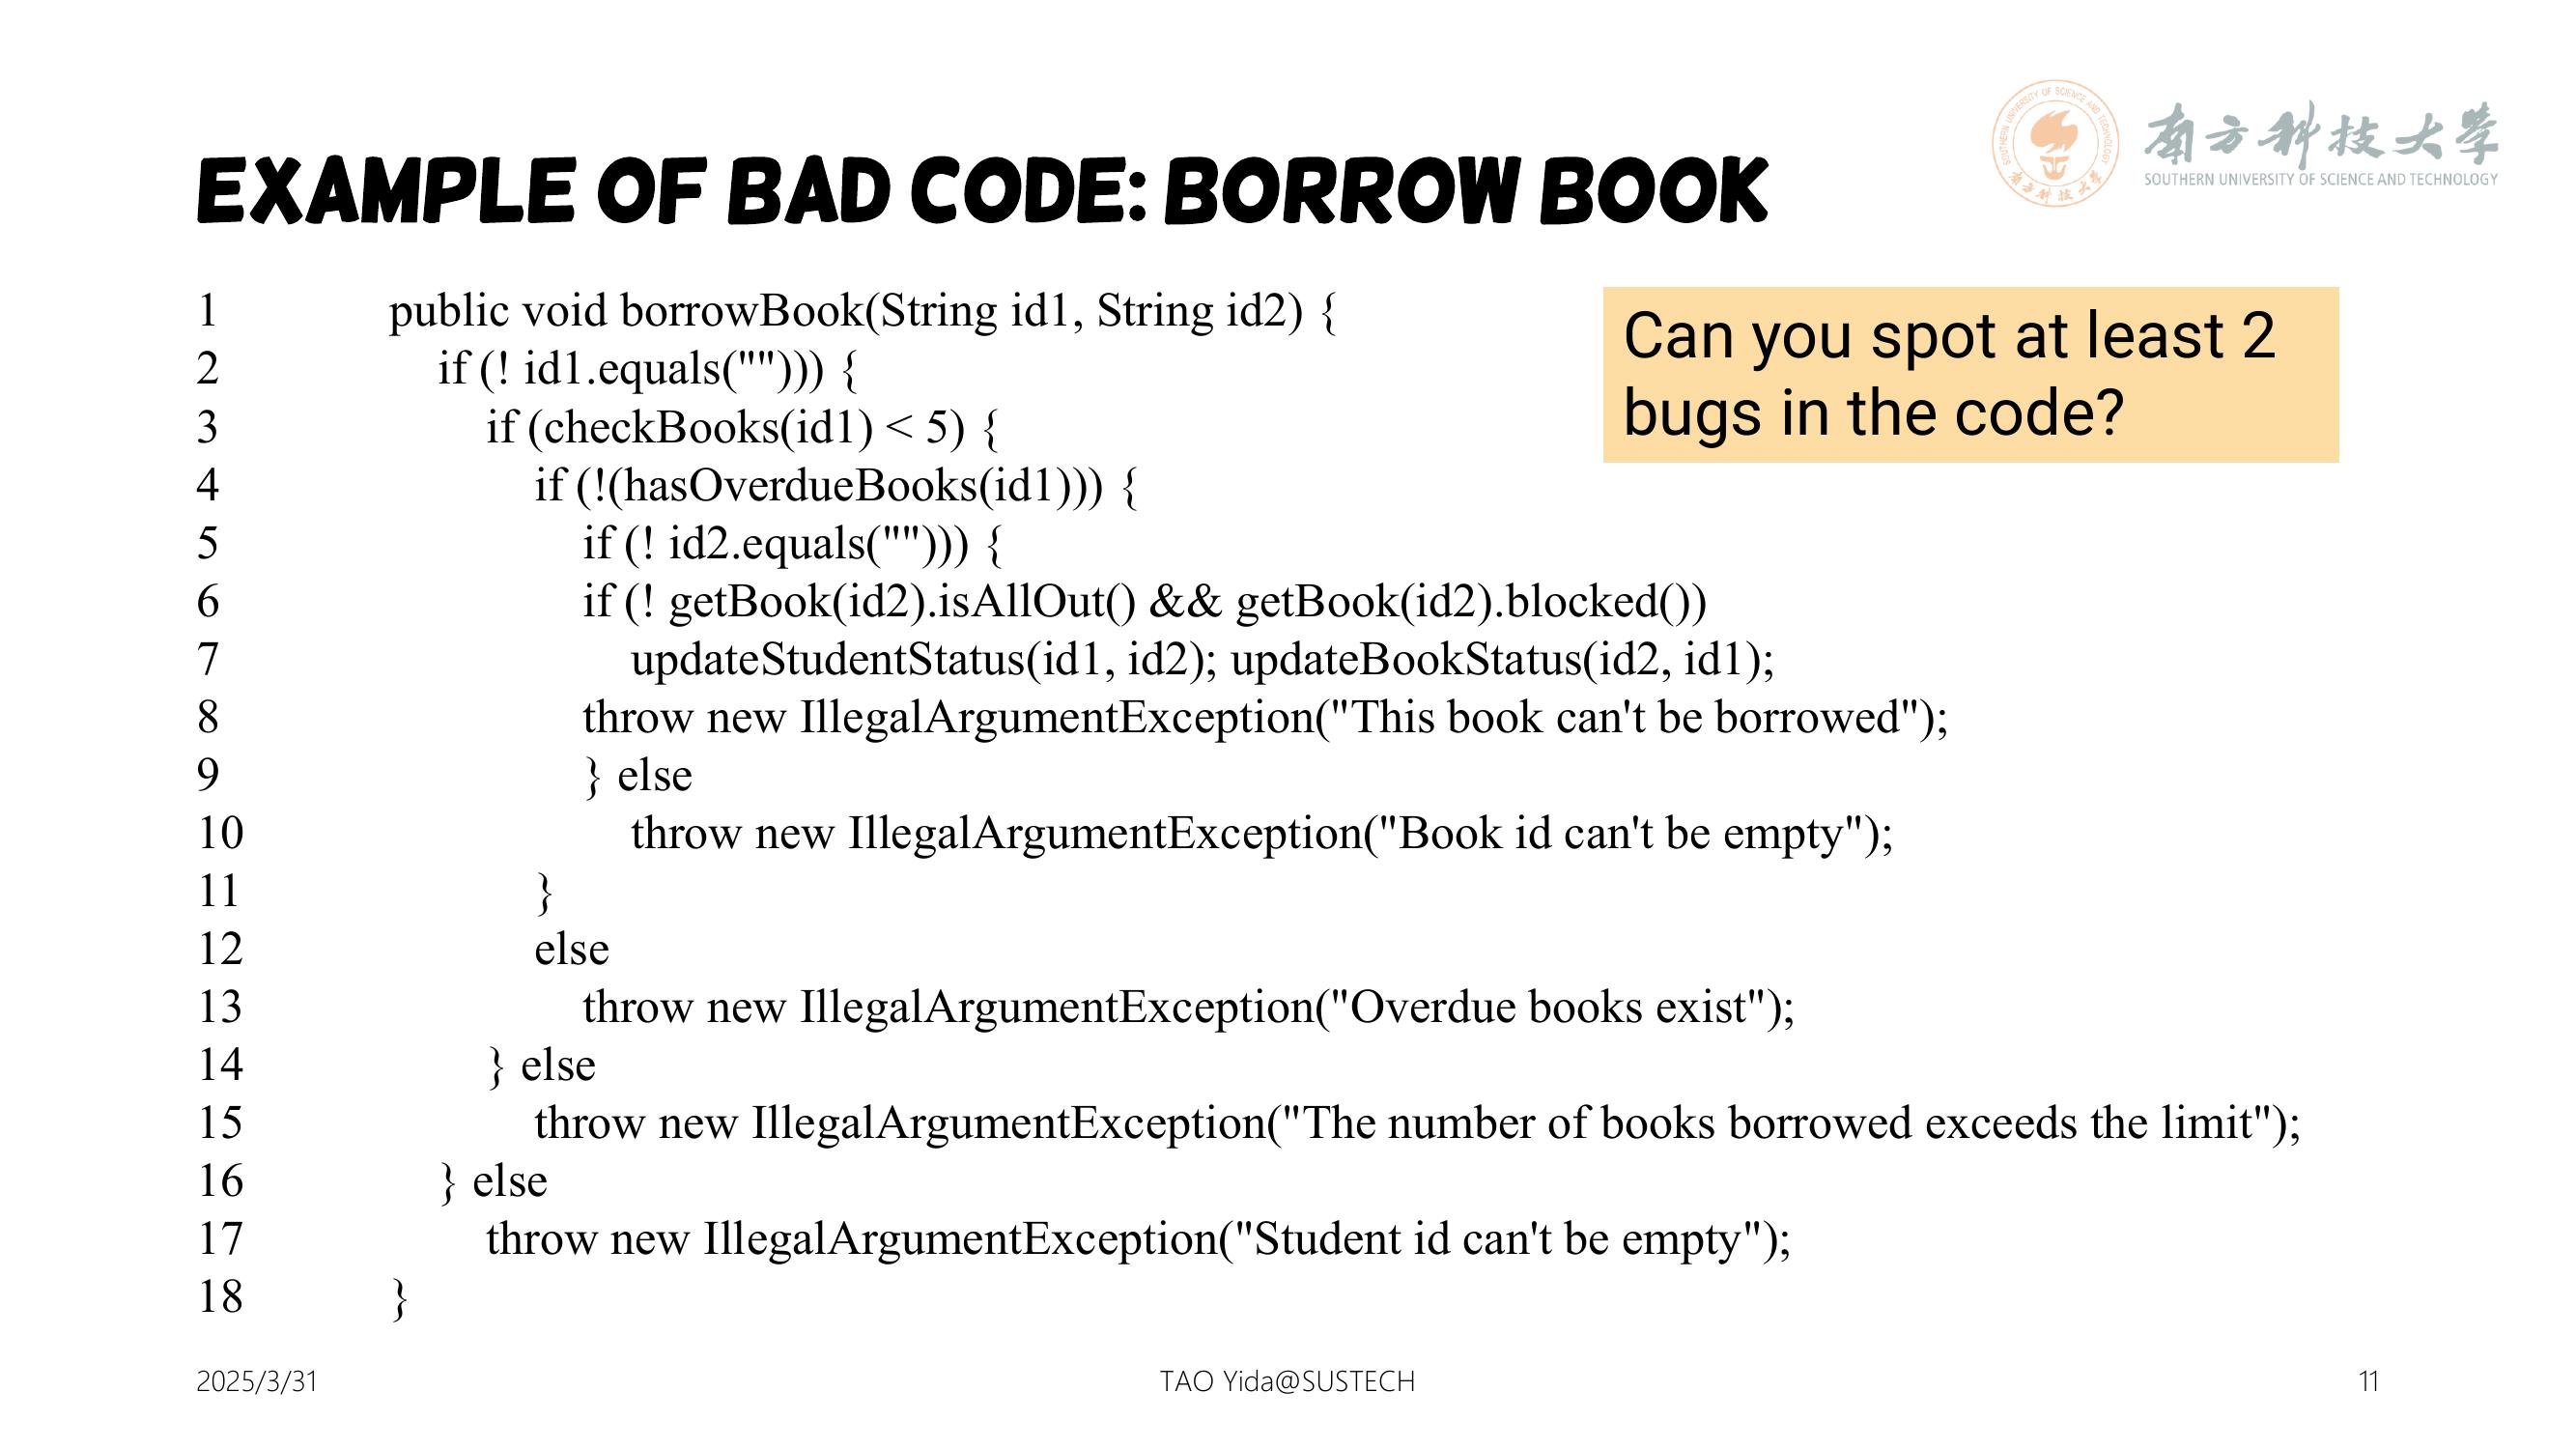 南方科技大学
SOUTHERN UNIVERSITY OF SCIENCE AND TECHNOLOGY
EXAMPLE OF BAD CODE: BORROW BOOK
1 public void borrowBook(String id1, String id2) {
2 if (! id1.equals(""))) {
3 if (checkBooks(id1) < 5) {
4 if (!(hasOverdueBooks(id1))) {
5 if (! id2.equals(""))) {
6 if (! getBook(id2).isAllOut() && getBook(id2).blocked())
7 updateStudentStatus(id1, id2); updateBookStatus(id2, id1);
8 throw new IllegalArgumentException("This book can't be borrowed");
9 } else
10 throw new IllegalArgumentException("Book id can't be empty");
11 }
12 else
13 throw new IllegalArgumentException("Overdue books exist");
14 } else
15 throw new IllegalArgumentException("The number of books borrowed exceeds the limit");
16 } else
17 throw new IllegalArgumentException("Student id can't be empty");
18 }
Can you spot at least 2
bugs in the code?
2025/3/31
TAO Yida@SUSTECH
11